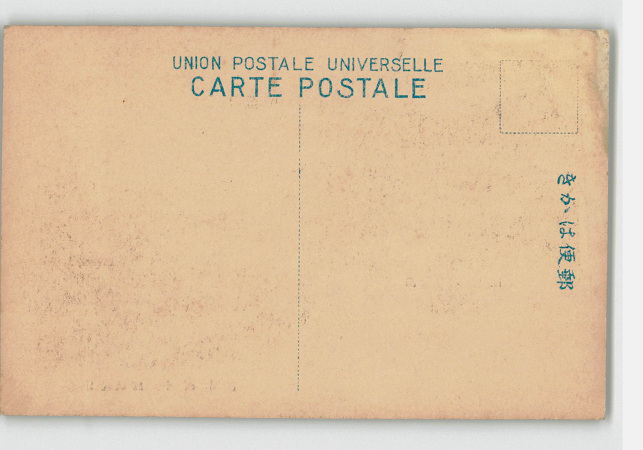 UNION POSTALE UNIVERSELLE
CARTE POSTALE
きかは便郵